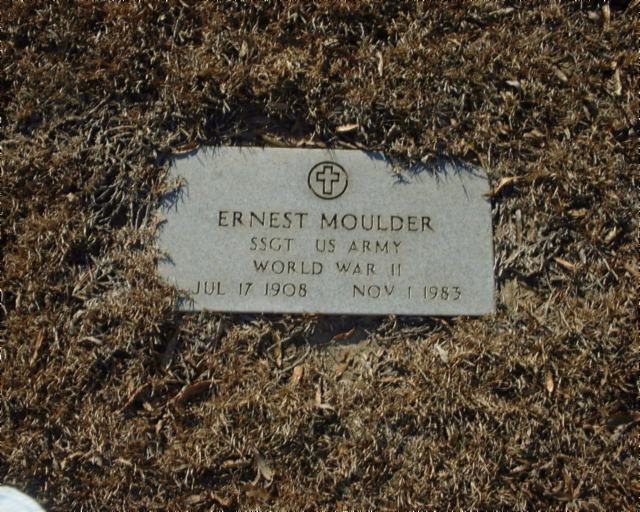 ERNEST MOULDER
SSGT US ARMY
WORLD WAR II
JUL 17 1908 NOV 1 1983